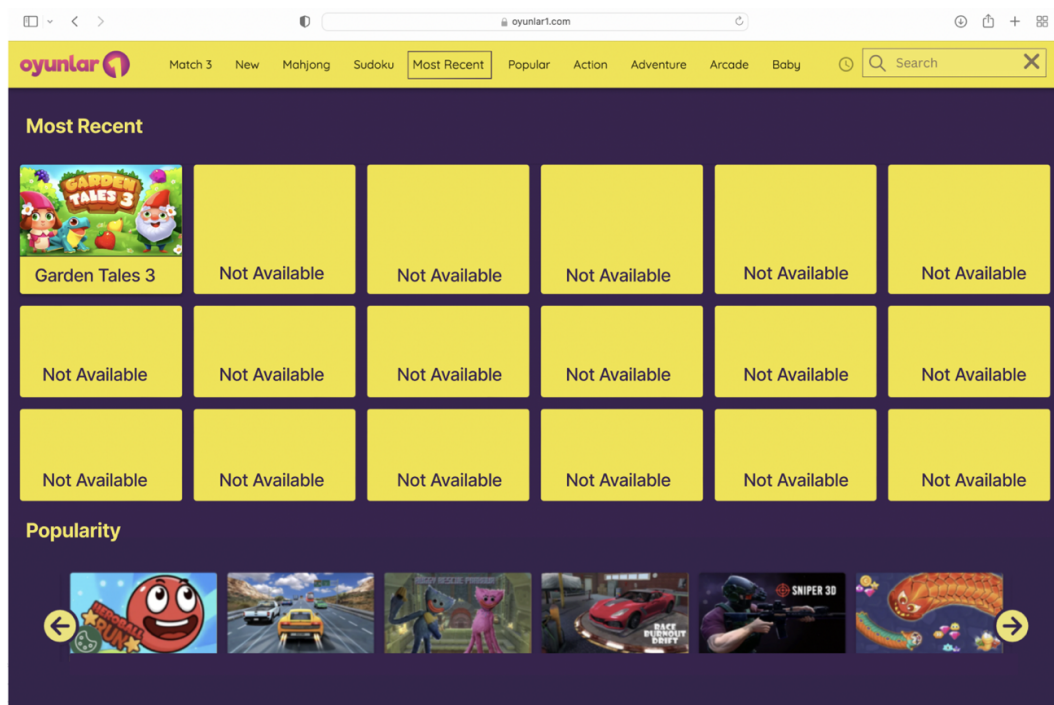 oyunlar1.com
oyunlar 1
Match 3 New Mahjong Sudoku Most Recent Popular Action Adventure Arcade Baby Search
Most Recent
GARDEN
TALES 3
Garden Tales 3 Not Available Not Available Not Available Not Available Not Available
Not Available Not Available Not Available Not Available Not Available Not Available
Not Available Not Available Not Available Not Available Not Available Not Available
Popularity
HEROBALL
RUN
RACE
BURNOUT
DRIFT
SNIPER 3D